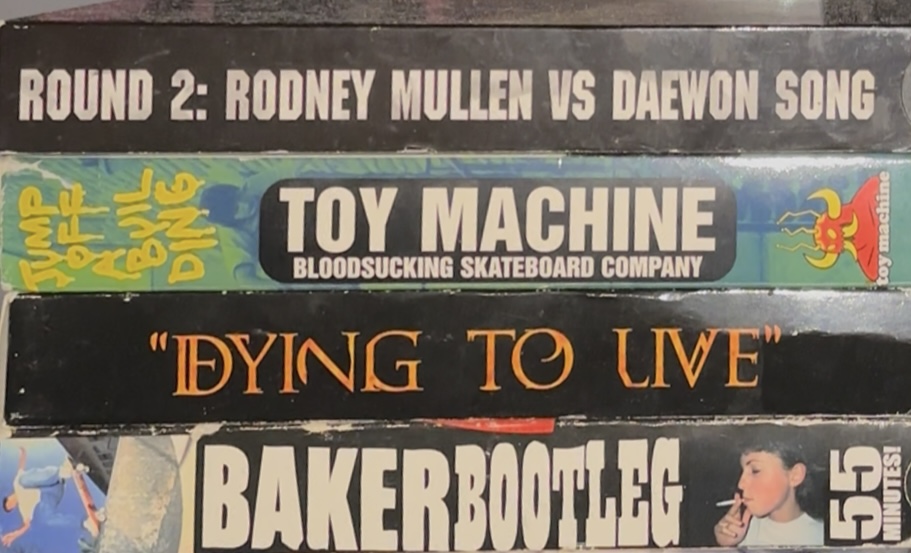 ROUND 2: RODNEY MULLEN VS DAEWON SONG
JUMP
OFF
A BUIL
DING
TOY MACHINE
BLOODSUCKING SKATEBOARD COMPANY
toy machine
"DYING TO LIVE"
BAKERBOOTLEG
55
MINUTES!